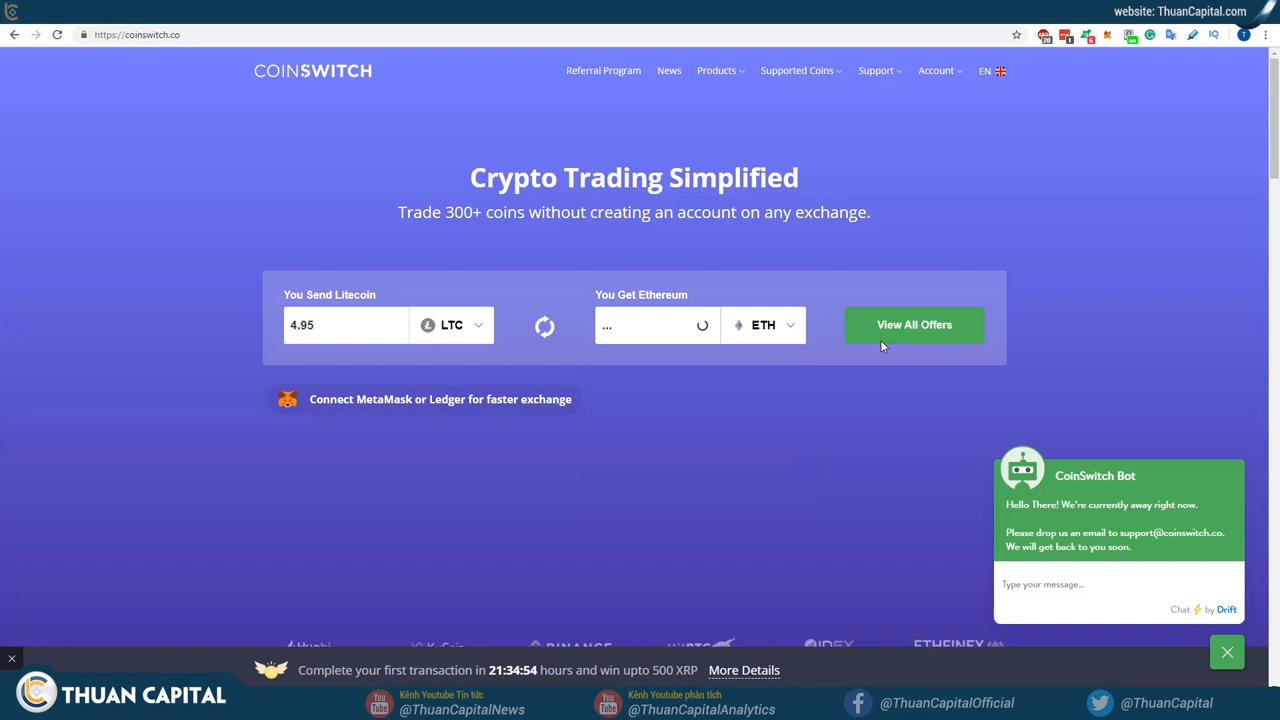 website: ThuanCapital.com
https://coinswitch.co
COINSWITCH
Referral Program
News
Products
Supported Coins
Support
Account
EN
Crypto Trading Simplified
Trade 300+ coins without creating an account on any exchange.
You Send Litecoin
You Get Ethereum
4.95
LTC
...
ETH
View All Offers
Connect MetaMask or Ledger for faster exchange
CoinSwitch Bot
Hello There! We're currently away right now.
Please drop us an email to support@coinswitch.co.
We will get back to you soon.
Type your message...
Chat ⚡ by Drift
Huobi
KuCoin
BINANCE
IDEX
ETHFINEX
Complete your first transaction in 21:34:54 hours and win upto 500 XRP More Details
THUAN CAPITAL
Kênh Youtube Tin tức
@ThuanCapitalNews
Kênh Youtube phân tích
@ThuanCapitalAnalytics
@ThuanCapitalOfficial
@ThuanCapital